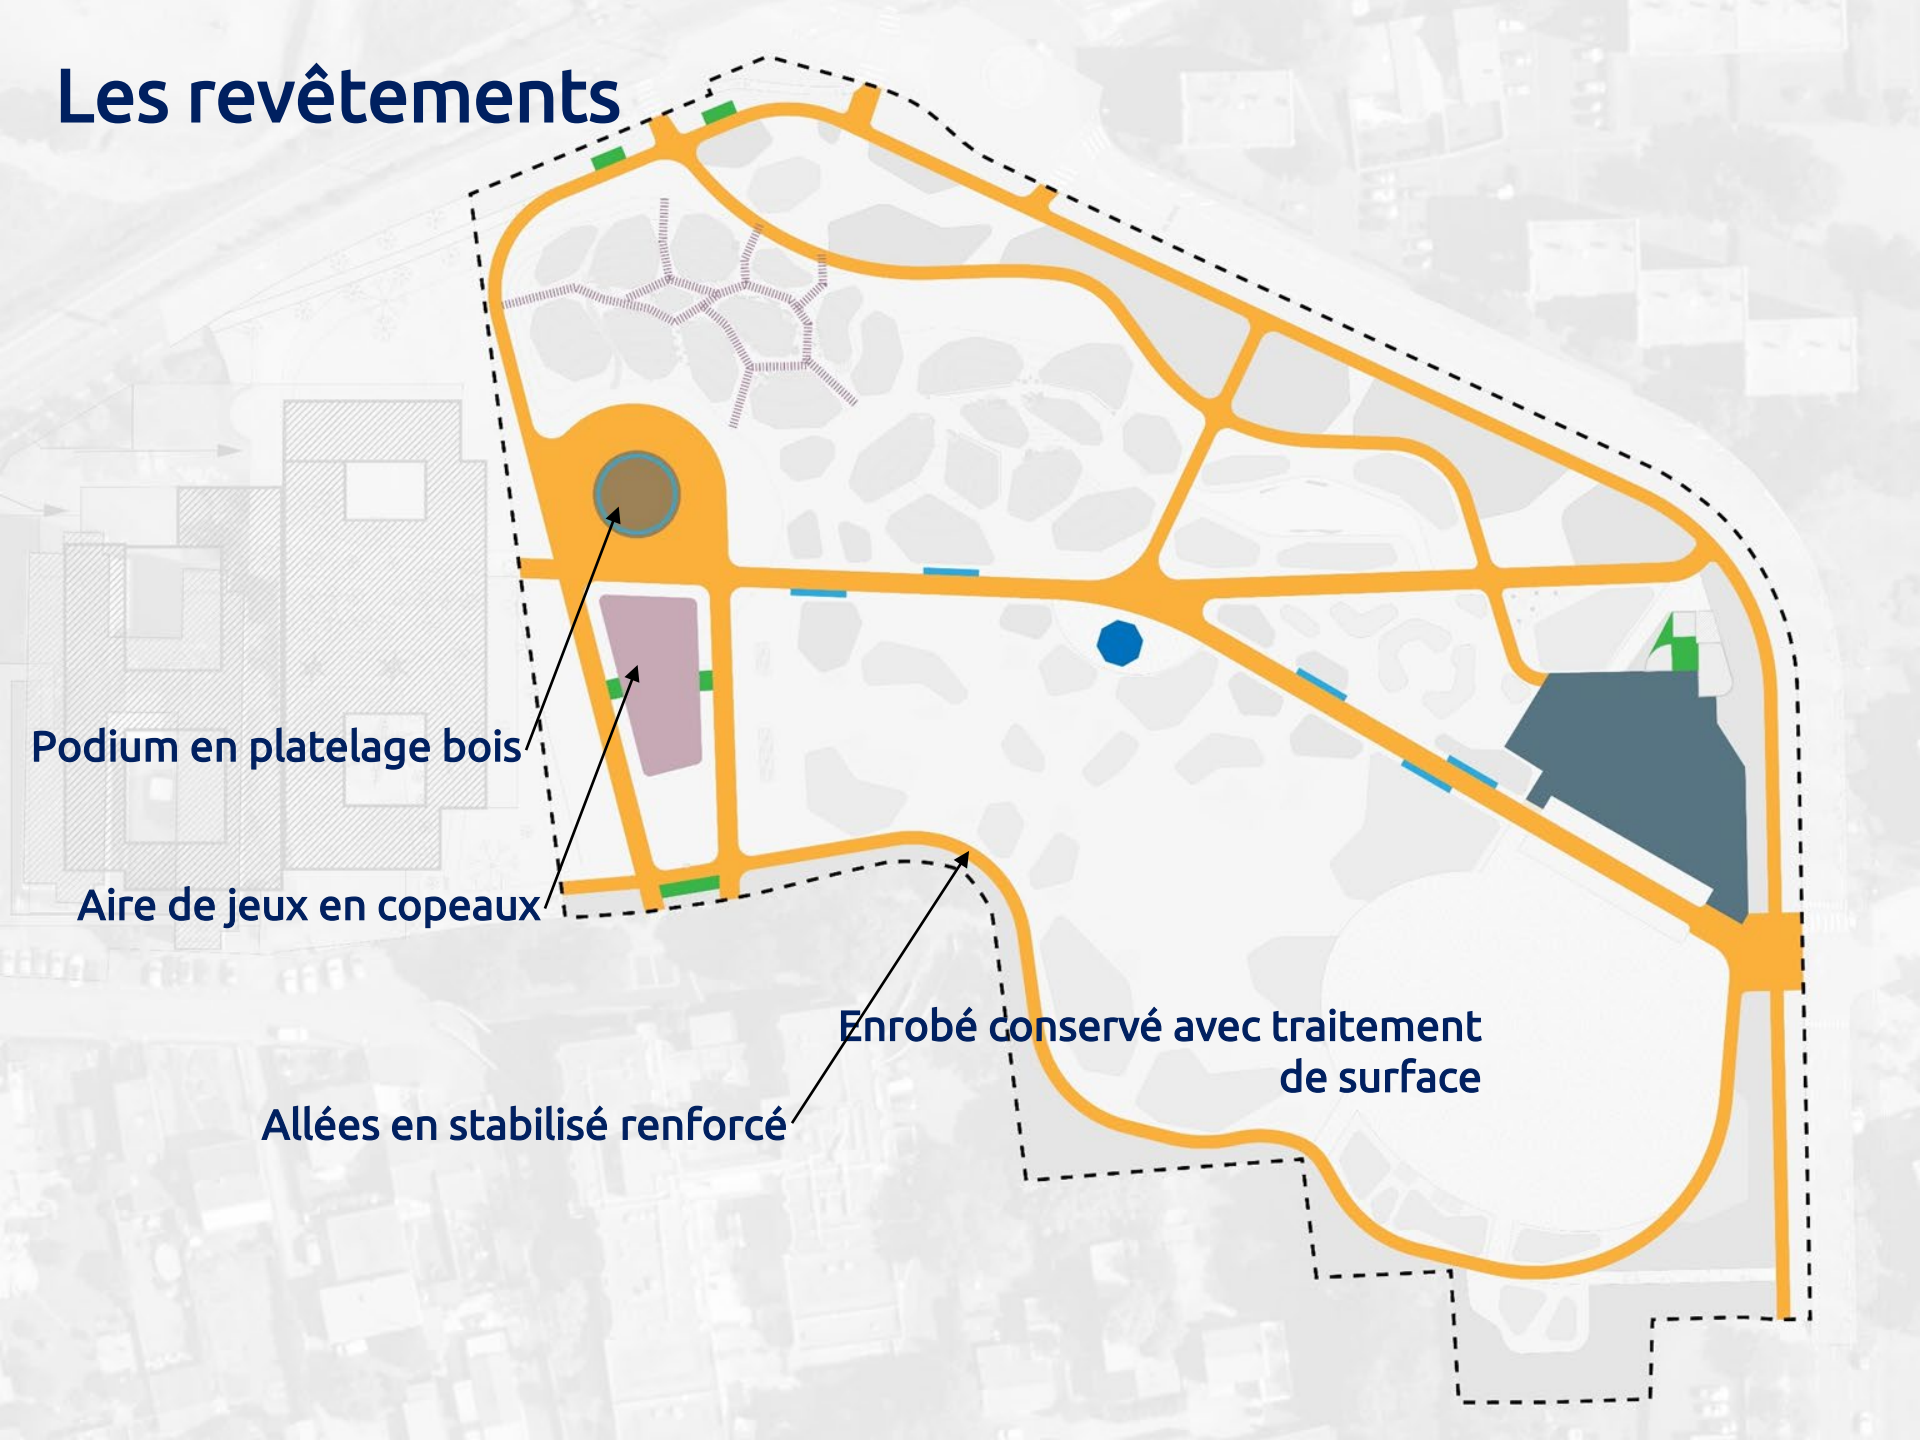 Les revêtements
Podium en platelage bois
Aire de jeux en copeaux
Enrobé conservé avec traitement
de surface
Allées en stabilisé renforcé